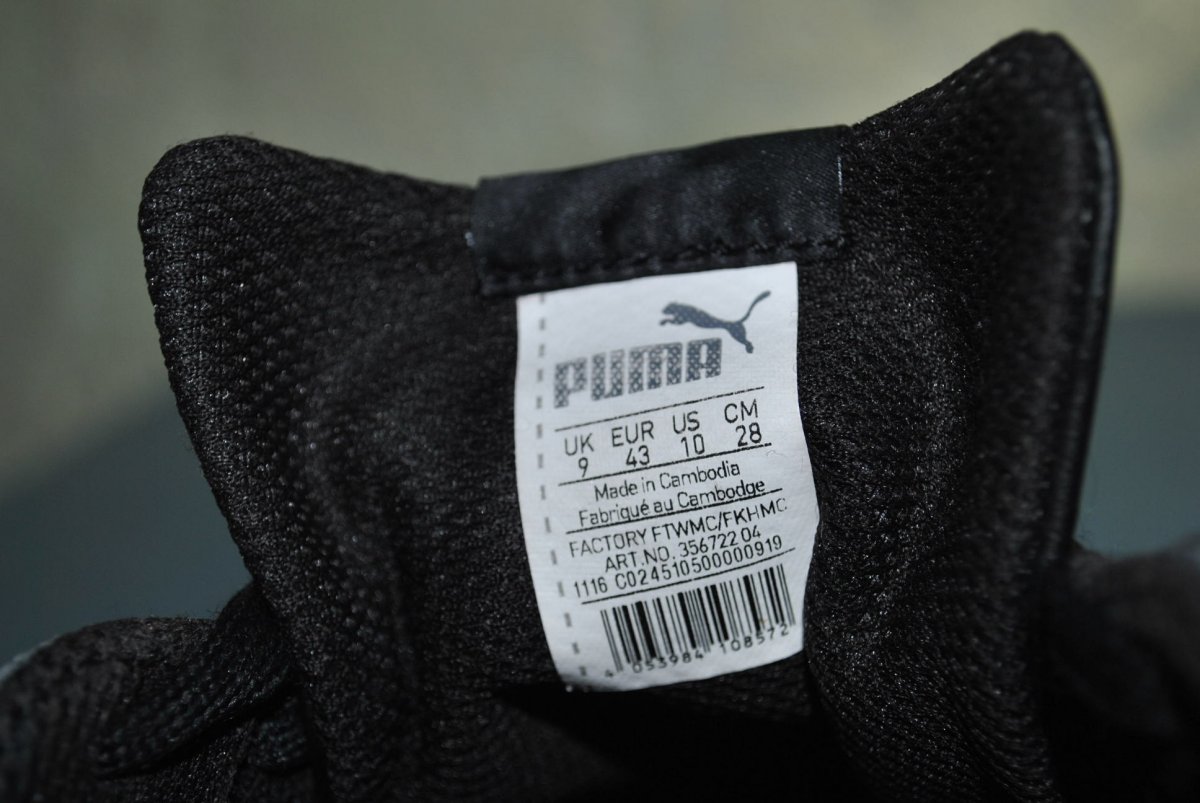 PUMA
UK EUR US CM
9 43 10 28
Made in Cambodia
Fabriqué au Cambodge
FACTORY FTWMC/FKHMC
ART.NO. 356722 04
1116 C024510500000919
4 053984 108572